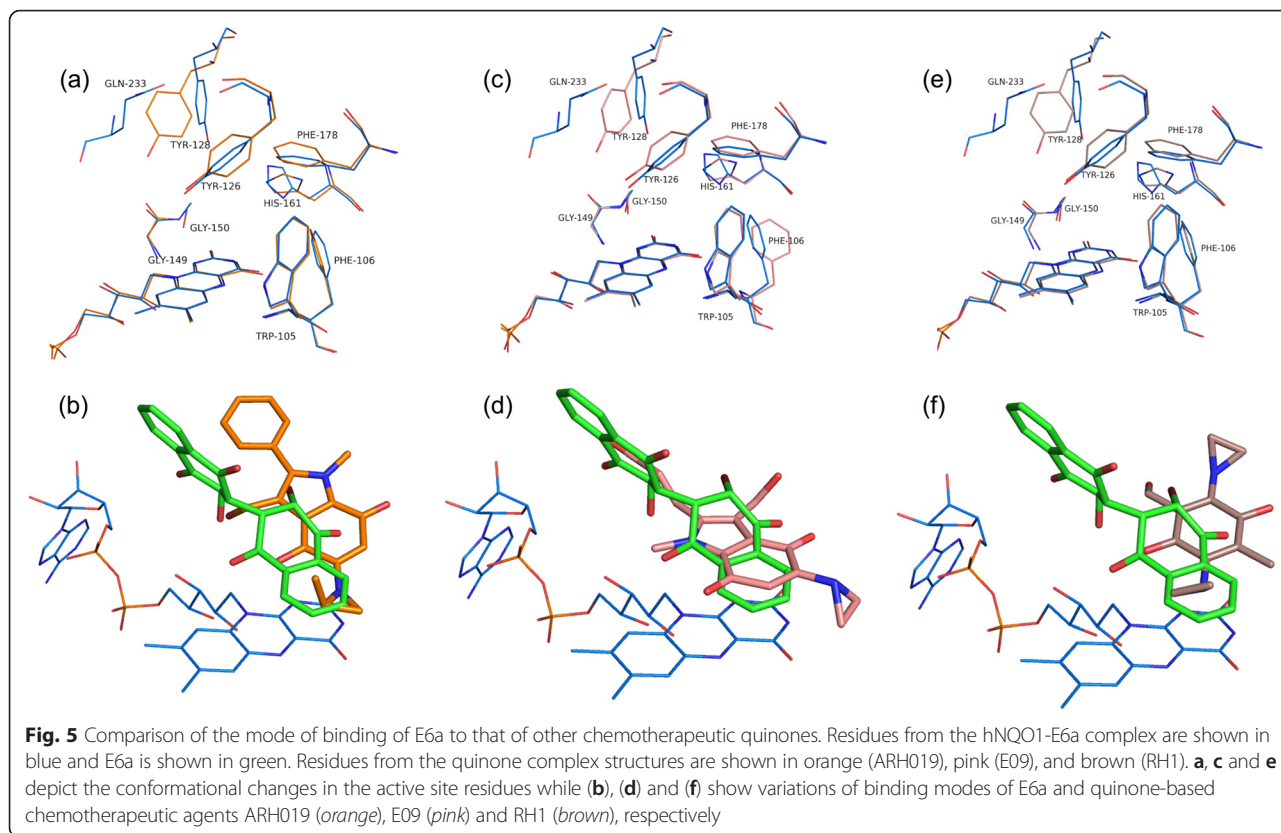 (a)
GLN-233
TYR-128
PHE-178
TYR-126
HIS-161
GLY-150
GLY-149
PHE-106
TRP-105
(c)
GLN-233
PHE-178
TYR-128
TYR-126
HIS-161
GLY-150
GLY-149
PHE-106
TRP-105
(e)
GLN-233
PHE-178
TYR-128
TYR-126
HIS-161
GLY-150
GLY-149
PHE-106
TRP-105
(b)
(d)
(f)
Fig. 5 Comparison of the mode of binding of E6a to that of other chemotherapeutic quinones. Residues from the hNQO1-E6a complex are shown in
blue and E6a is shown in green. Residues from the quinone complex structures are shown in orange (ARH019), pink (E09), and brown (RH1). a, c and e
depict the conformational changes in the active site residues while (b), (d) and (f) show variations of binding modes of E6a and quinone-based
chemotherapeutic agents ARH019 (orange), E09 (pink) and RH1 (brown), respectively